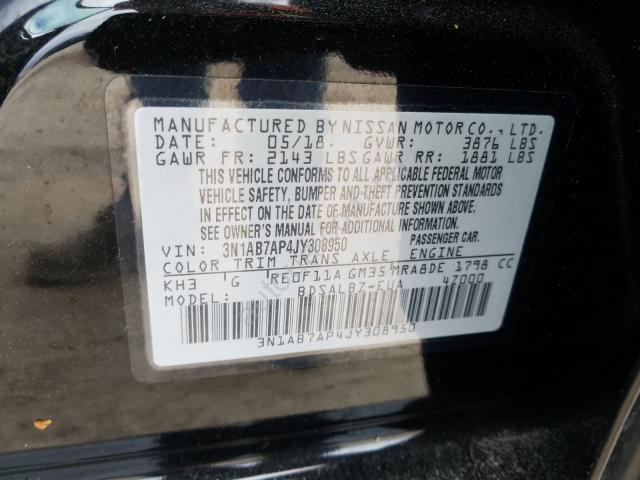 MANUFACTURED BY NISSAN MOTOR CO., LTD.
DATE: 05/18. GVWR: 3876 LBS
GAWR FR: 2143 LBS GAWR RR: 1881 LBS
THIS VEHICLE CONFORMS TO ALL APPLICABLE FEDERAL MOTOR
VEHICLE SAFETY, BUMPER AND THEFT PREVENTION STANDARDS
IN EFFECT ON THE DATE OF MANUFACTURE SHOWN ABOVE.
SEE OWNER'S MANUAL FOR ADDITIONAL INFORMATION.
VIN: 3N1AB7AP4JY308950 PASSENGER CAR.
COLOR TRIM TRANS AXLE ENGINE
KH3 G RE0F11A GM35 MRA8DE 1798 CC
MODEL: BDSALBZ-EUA 47000
3N1AB7AP4JY308950